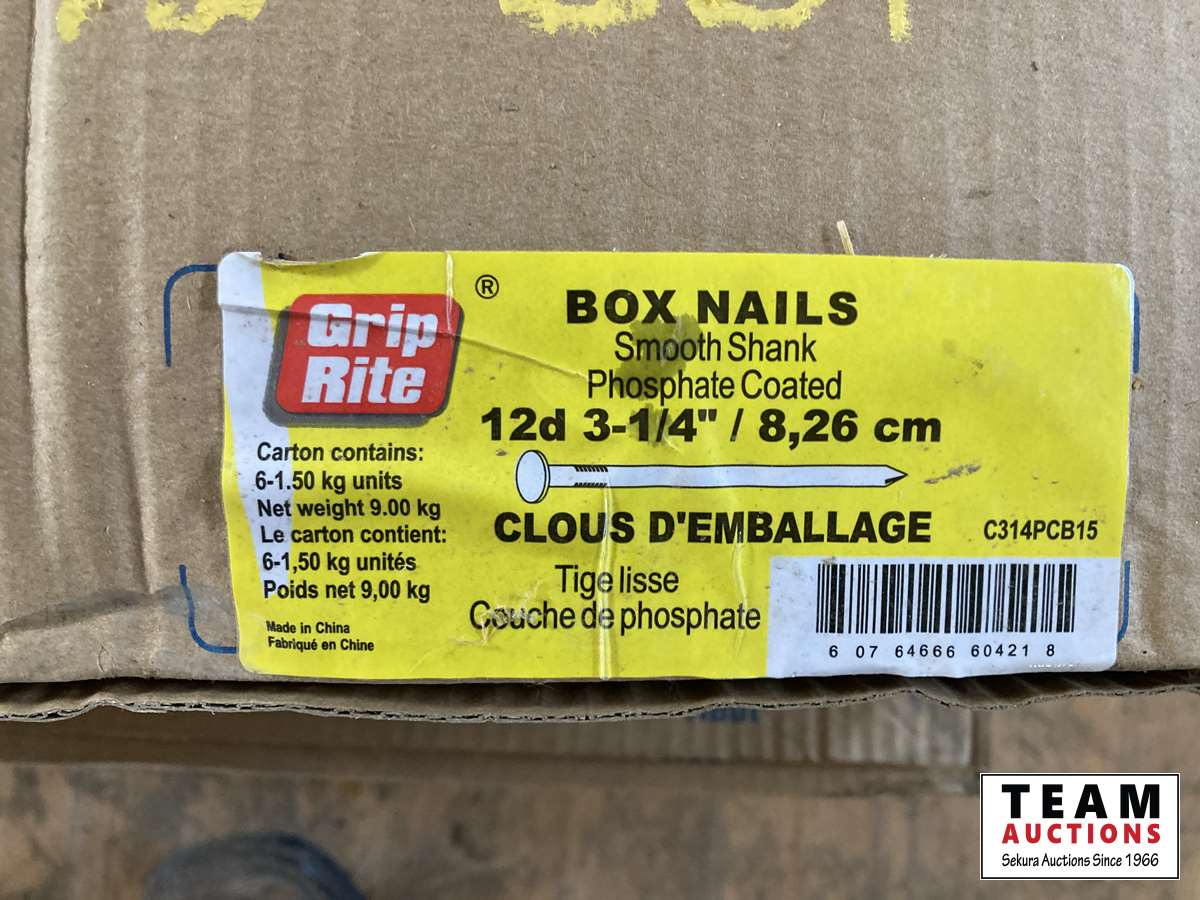 Grip
Rite
®
BOX NAILS
Smooth Shank
Phosphate Coated
12d 3-1/4" / 8,26 cm
Carton contains:
6-1.50 kg units
Net weight 9.00 kg
Le carton contient:
6-1,50 kg unités
Poids net 9,00 kg
Made in China
Fabriqué en Chine
CLOUS D'EMBALLAGE
C314PCB15
Tige lisse
Couche de phosphate
6 07 64666 60421 8
TEAM
AUCTIONS
Sekura Auctions Since 1966